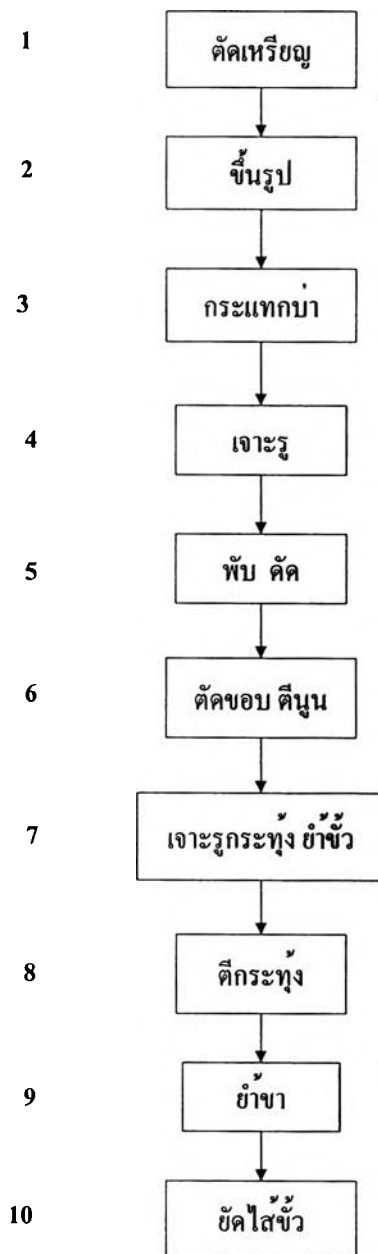 1 ตัดเหรียญ
2 ขึ้นรูป
3 กระแทกบ่า
4 เจาะรู
5 พับ ดัด
6 ตัดขอบ ตีนูน
7 เจาะรูกระทุ้ง ย้ำขั้ว
8 ตีกระทุ้ง
9 ย้ำขา
10 ยัดไส้ขั้ว